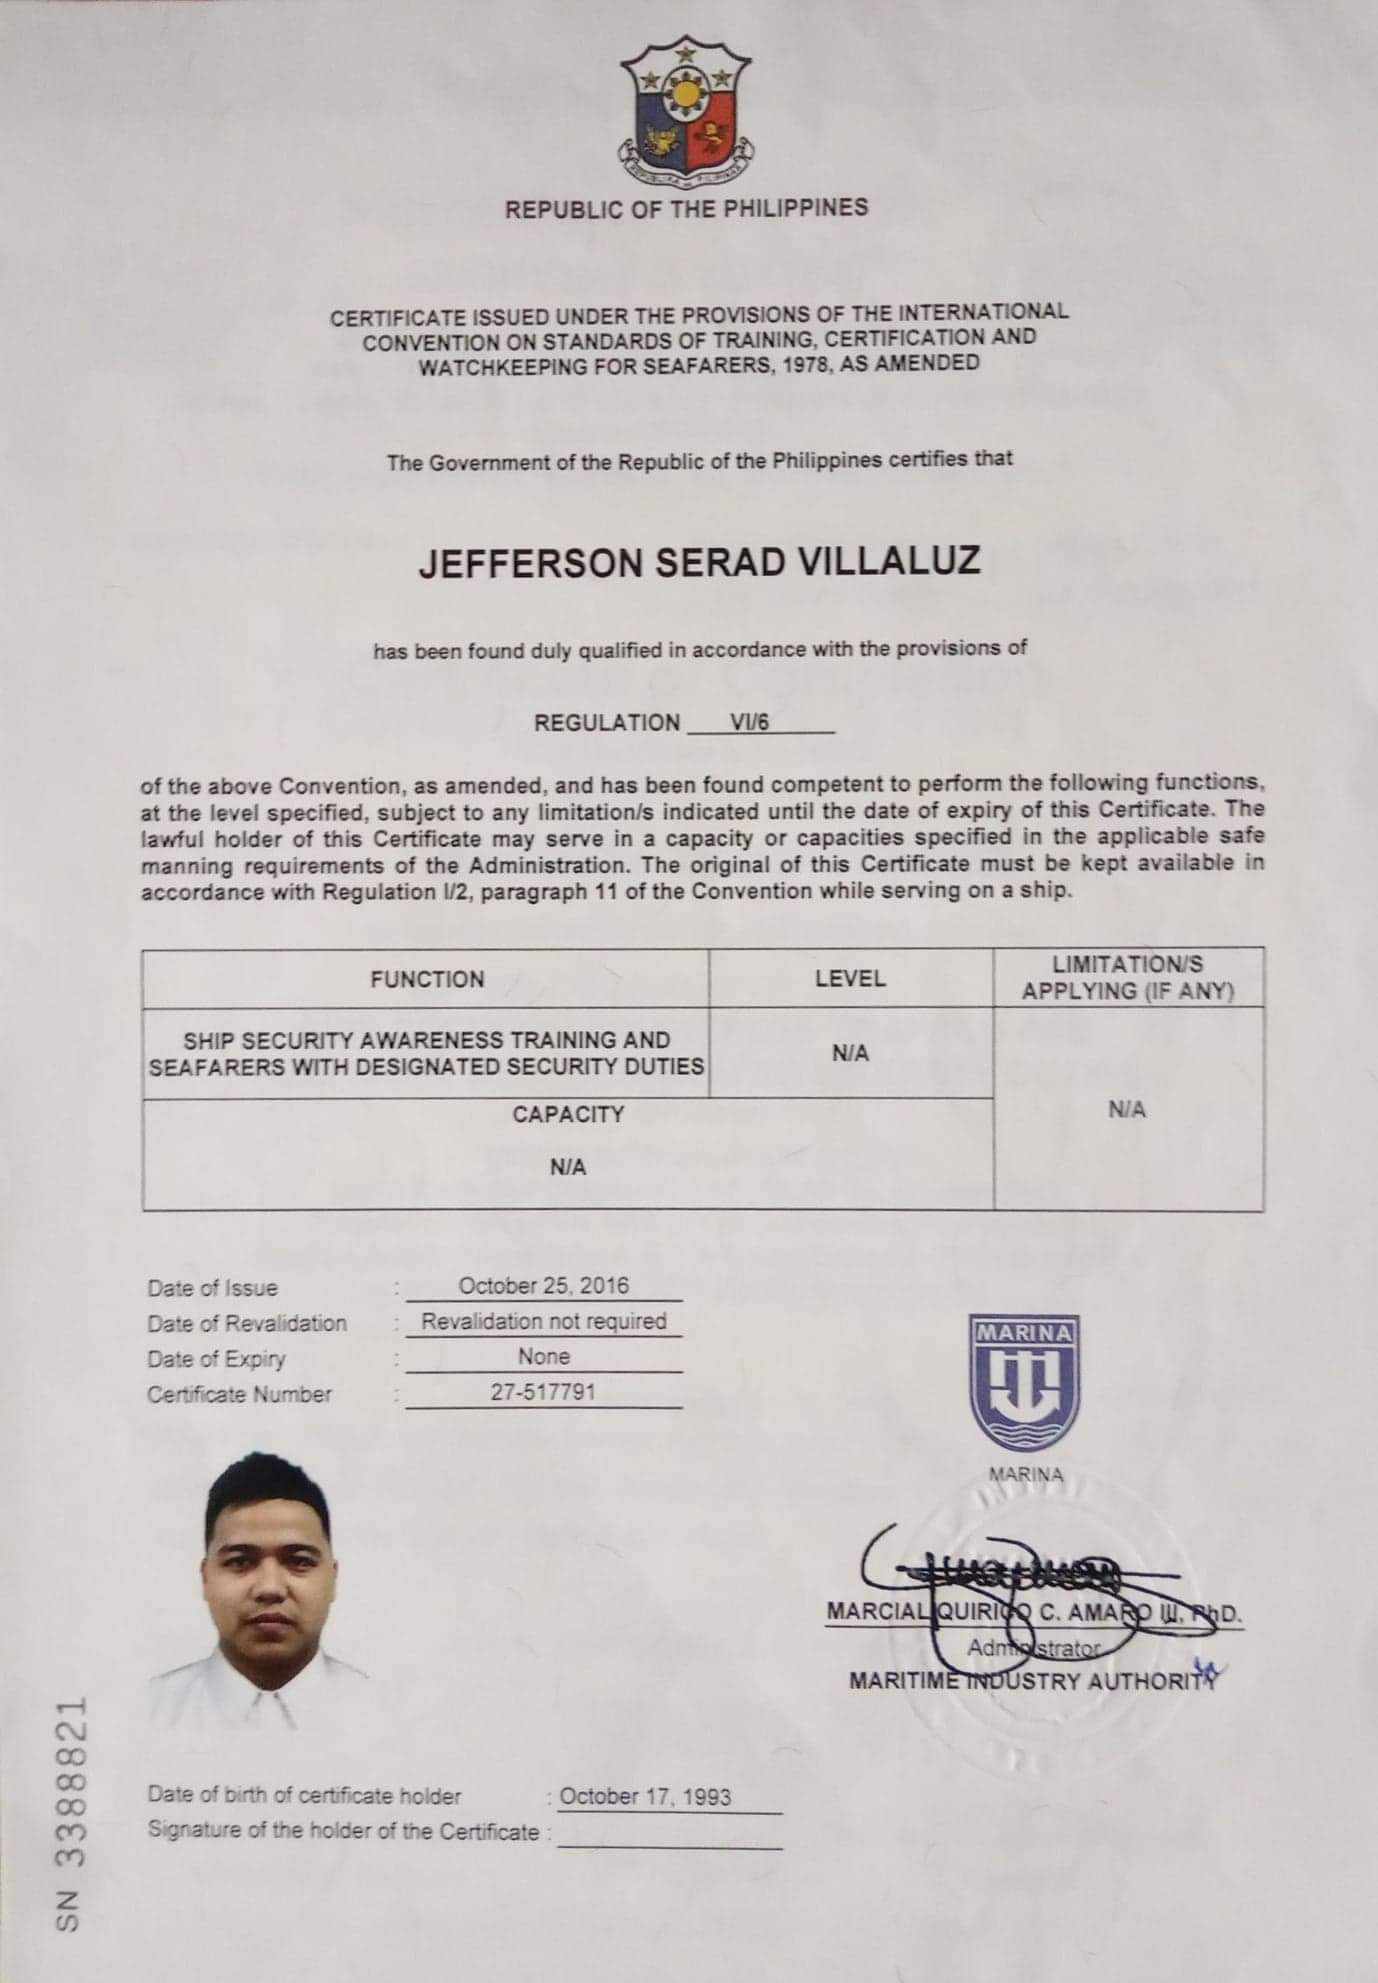 REPUBLIC OF THE PHILIPPINES
CERTIFICATE ISSUED UNDER THE PROVISIONS OF THE INTERNATIONAL
CONVENTION ON STANDARDS OF TRAINING, CERTIFICATION AND
WATCHKEEPING FOR SEAFARERS, 1978, AS AMENDED
The Government of the Republic of the Philippines certifies that
JEFFERSON SERAD VILLALUZ
has been found duly qualified in accordance with the provisions of
REGULATION VI/6
of the above Convention, as amended, and has been found competent to perform the following functions,
at the level specified, subject to any limitation/s indicated until the date of expiry of this Certificate. The
lawful holder of this Certificate may serve in a capacity or capacities specified in the applicable safe
manning requirements of the Administration. The original of this Certificate must be kept available in
accordance with Regulation I/2, paragraph 11 of the Convention while serving on a ship.
FUNCTION LEVEL LIMITATION/S
APPLYING (IF ANY)
SHIP SECURITY AWARENESS TRAINING AND
SEAFARERS WITH DESIGNATED SECURITY DUTIES
N/A
N/A
CAPACITY
N/A
Date of Issue : October 25, 2016
Date of Revalidation : Revalidation not required
Date of Expiry : None
Certificate Number : 27-517791
MARINA
MARINA
MARCIAL QUIRICO C. AMARO III, PhD.
Administrator
MARITIME INDUSTRY AUTHORITY
Date of birth of certificate holder : October 17, 1993
Signature of the holder of the Certificate :
SN 3388821